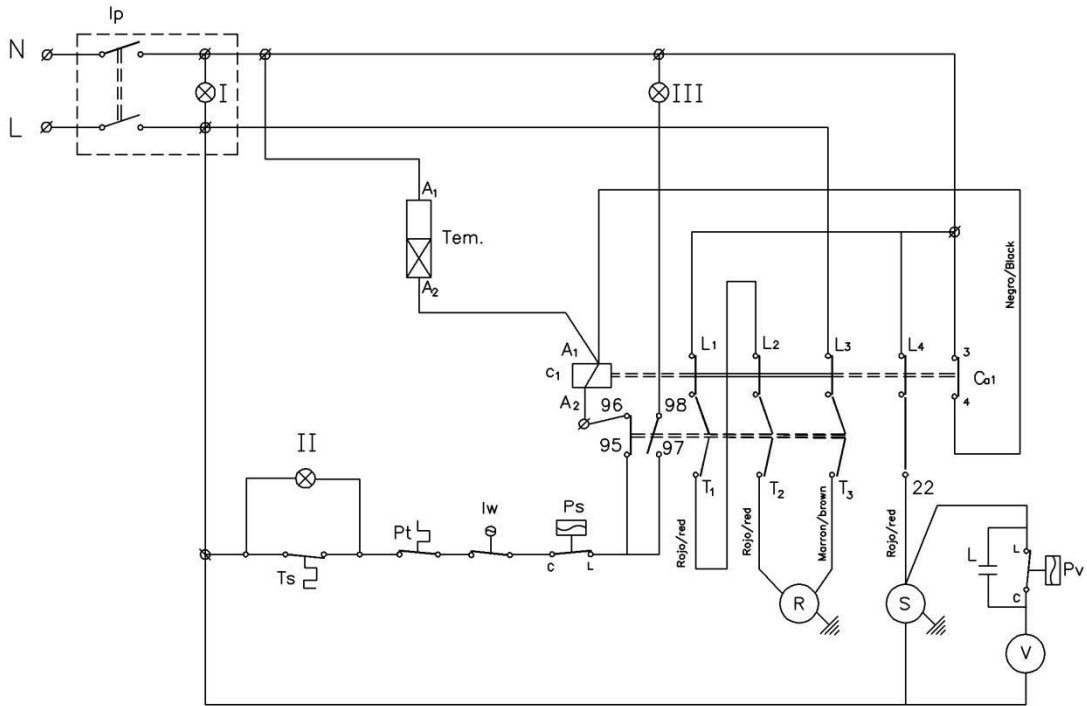 Ip
N
I
III
L
A1
Tem.
A2
Negro/Black
L1
L2
L3
L4
3
A1
c1
Ca1
A2
96
98
4
95
97
II
T1
T2
T3
22
Iw
Ps
Pt
Rojo/red
Rojo/red
Marron/brown
Rojo/red
L
L
Pv
C
L
C
Ts
R
S
V